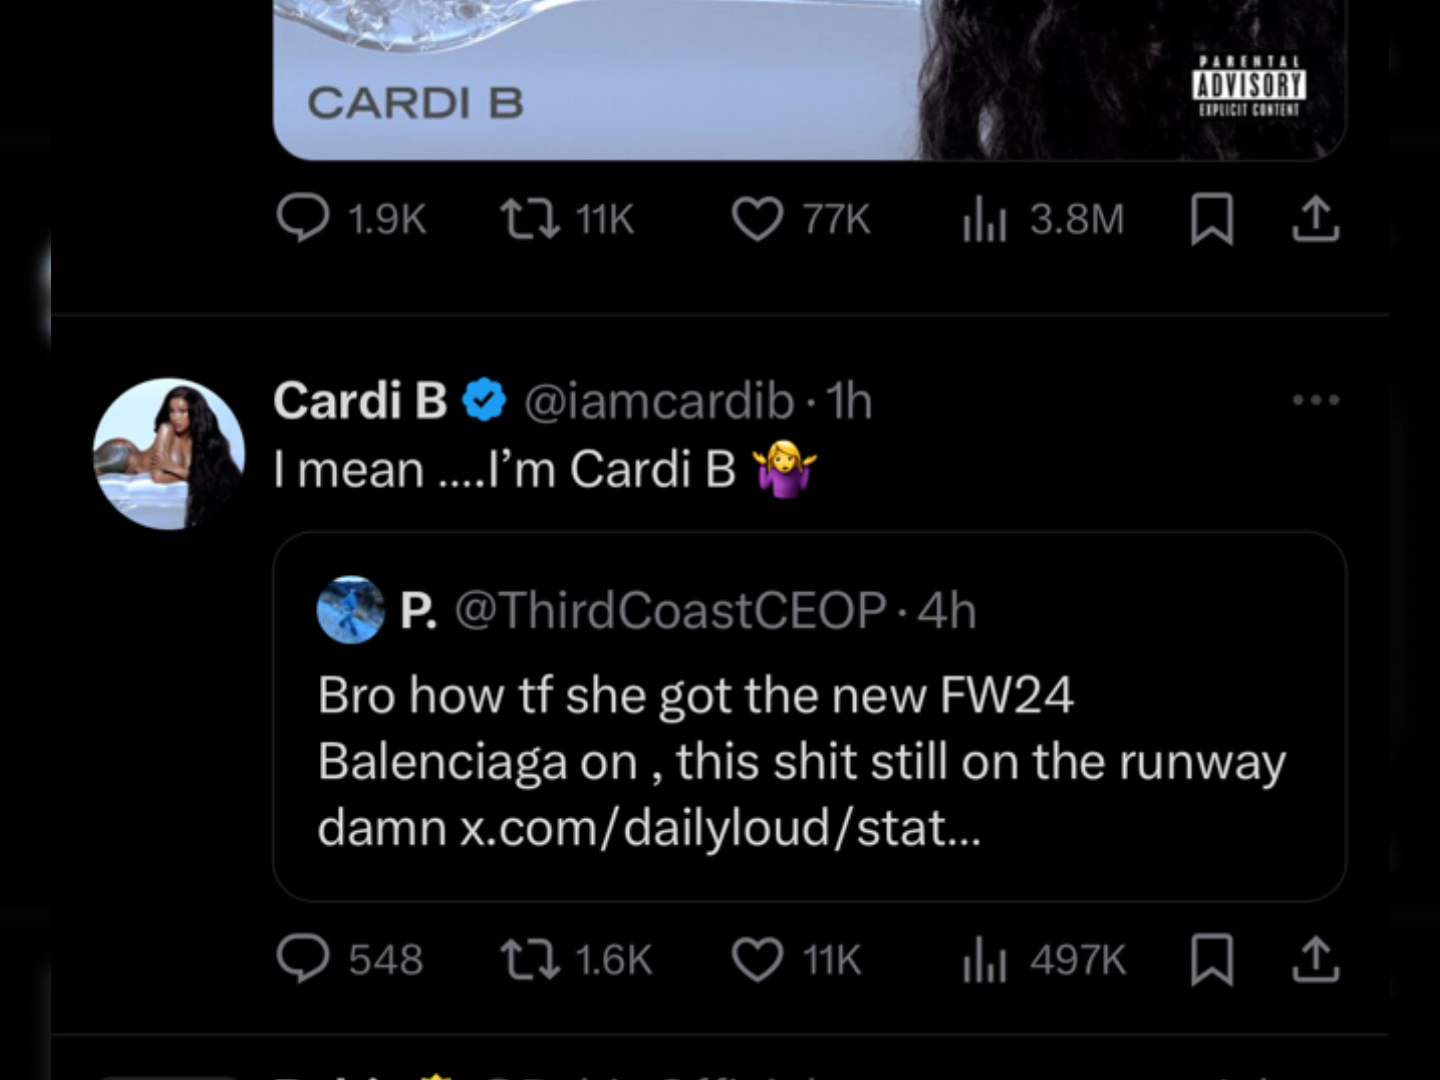 CARDI B
PARENTAL
ADVISORY
EXPLICIT CONTENT
1.9K 11K 77K 3.8M
Cardi B @iamcardib · 1h
I mean ....I’m Cardi B 🤷‍♀️
P. @ThirdCoastCEOP · 4h
Bro how tf she got the new FW24
Balenciaga on , this shit still on the runway
damn x.com/dailyloud/stat...
548 1.6K 11K 497K